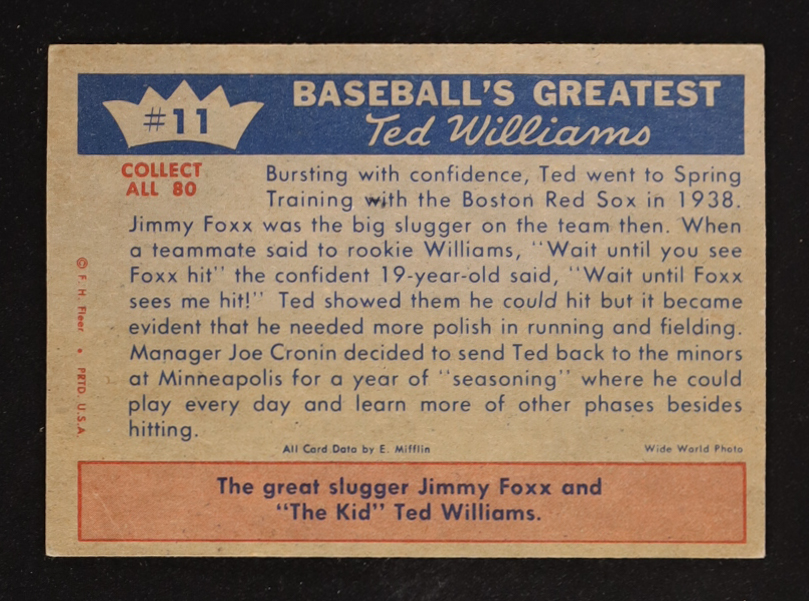 #11
BASEBALL'S GREATEST
Ted Williams
COLLECT
ALL 80
Bursting with confidence, Ted went to Spring
Training with the Boston Red Sox in 1938.
Jimmy Foxx was the big slugger on the team then. When
a teammate said to rookie Williams, "Wait until you see
Foxx hit" the confident 19-year-old said, "Wait until Foxx
sees me hit!" Ted showed them he could hit but it became
evident that he needed more polish in running and fielding.
Manager Joe Cronin decided to send Ted back to the minors
at Minneapolis for a year of "seasoning" where he could
play every day and learn more of other phases besides
hitting.
© F. H. Fleer • PRTD. U.S.A.
All Card Data by E. Mifflin
Wide World Photo
The great slugger Jimmy Foxx and
"The Kid" Ted Williams.